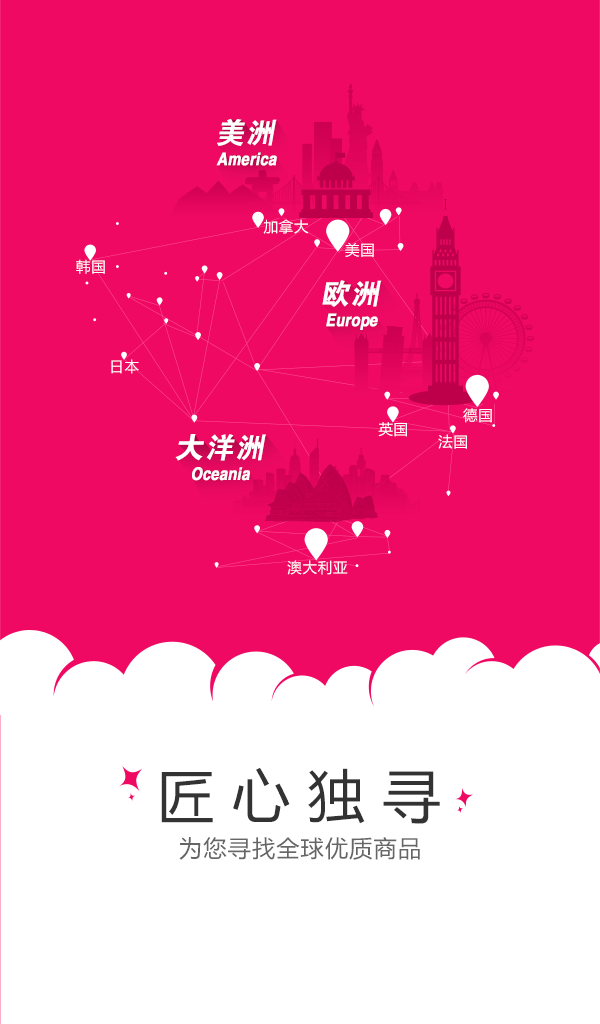 美洲
America
加拿大
美国
韩国
欧洲
Europe
日本
德国
英国
法国
大洋洲
Oceania
澳大利亚
匠心独寻
为您寻找全球优质商品